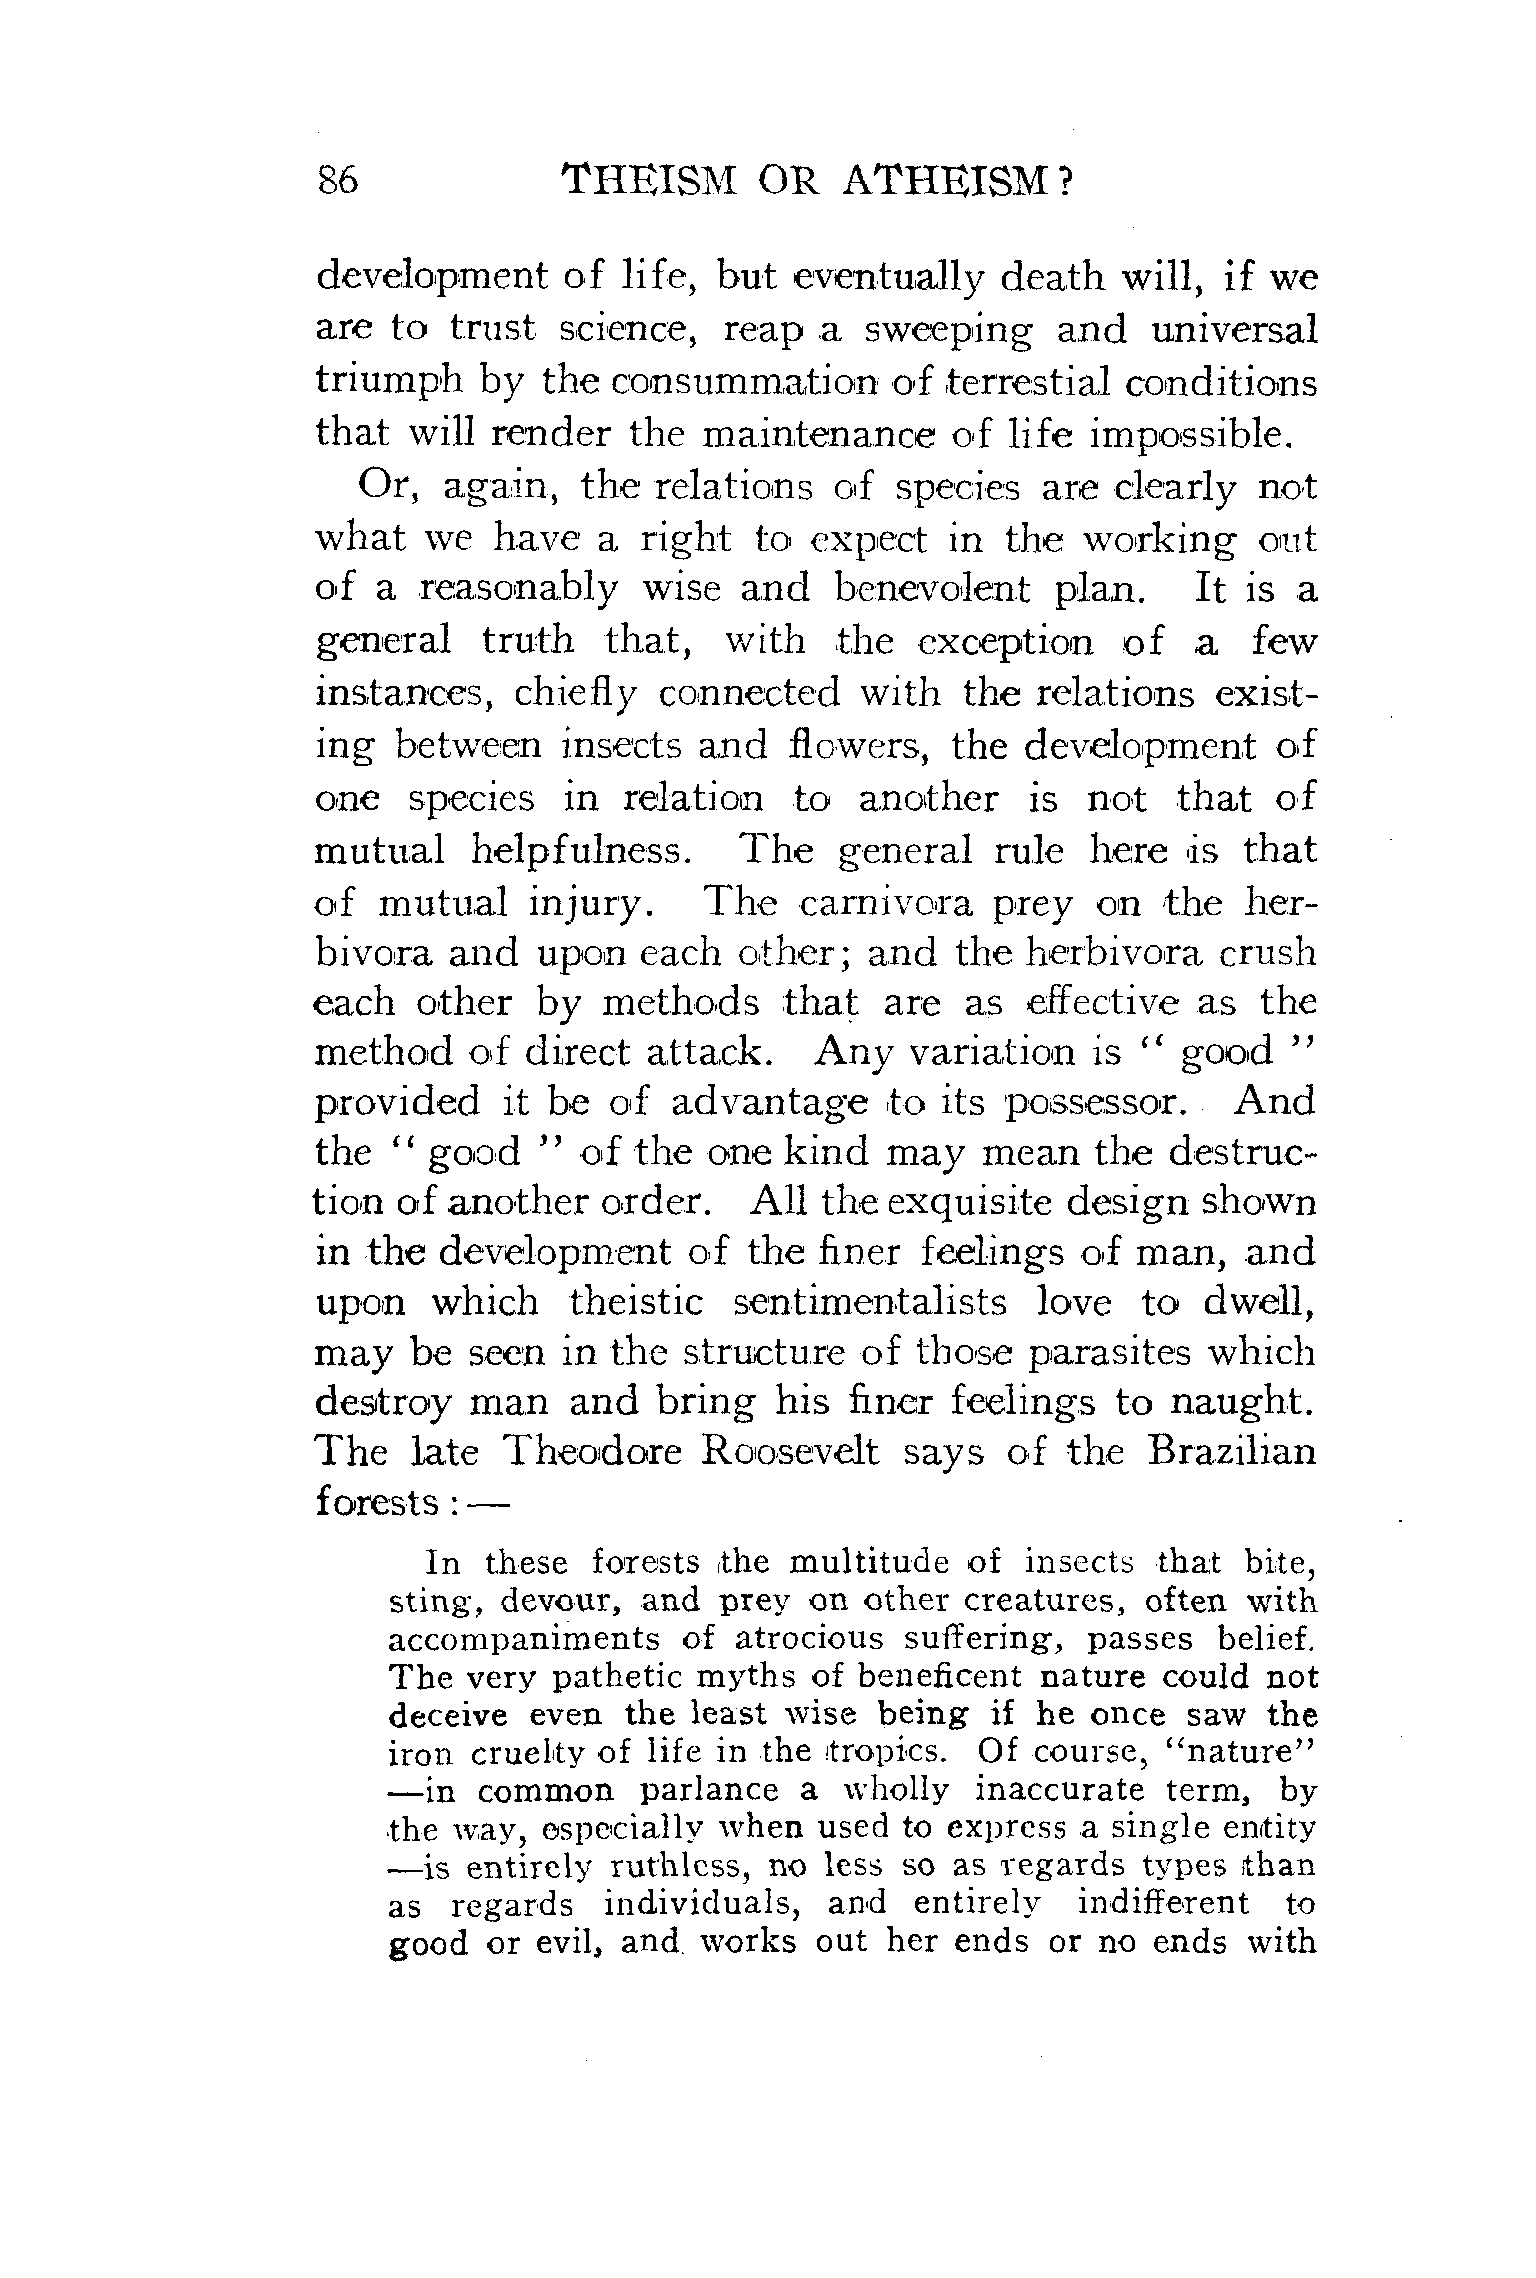 86 THEISM OR ATHEISM?
development of life, but eventually death will, if we
are to trust science, reap a sweeping and universal
triumph by the consummation of terrestial conditions
that will render the maintenance of life impossible.
Or, again, the relations of species are clearly not
what we have a right to expect in the working out
of a reasonably wise and benevolent plan. It is a
general truth that, with the exception of a few
instances, chiefly connected with the relations exist-
ing between insects and flowers, the development of
one species in relation to another is not that of
mutual helpfulness. The general rule here is that
of mutual injury. The carnivora prey on the her-
bivora and upon each other; and the herbivora crush
each other by methods that are as effective as the
method of direct attack. Any variation is “ good ”
provided it be of advantage to its possessor. And
the “ good ” of the one kind may mean the destruc-
tion of another order. All the exquisite design shown
in the development of the finer feelings of man, and
upon which theistic sentimentalists love to dwell,
may be seen in the structure of those parasites which
destroy man and bring his finer feelings to naught.
The late Theodore Roosevelt says of the Brazilian
forests :—
In these forests the multitude of insects that bite,
sting, devour, and prey on other creatures, often with
accompaniments of atrocious suffering, passes belief.
The very pathetic myths of beneficent nature could not
deceive even the least wise being if he once saw the
iron cruelty of life in the tropics. Of course, “nature”
—in common parlance a wholly inaccurate term, by
the way, especially when used to express a single entity
—is entirely ruthless, no less so as regards types than
as regards individuals, and entirely indifferent to
good or evil, and works out her ends or no ends with